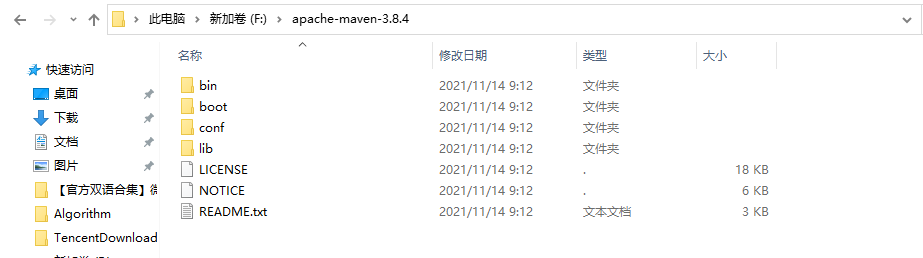 此电脑 > 新加卷 (F:) > apache-maven-3.8.4
名称 修改日期 类型 大小
快速访问
桌面
下载
文档
图片
【官方双语合集】
Algorithm
TencentDownload
bin 2021/11/14 9:12 文件夹
boot 2021/11/14 9:12 文件夹
conf 2021/11/14 9:12 文件夹
lib 2021/11/14 9:12 文件夹
LICENSE 2021/11/14 9:12 . 18 KB
NOTICE 2021/11/14 9:12 . 6 KB
README.txt 2021/11/14 9:12 文本文档 3 KB